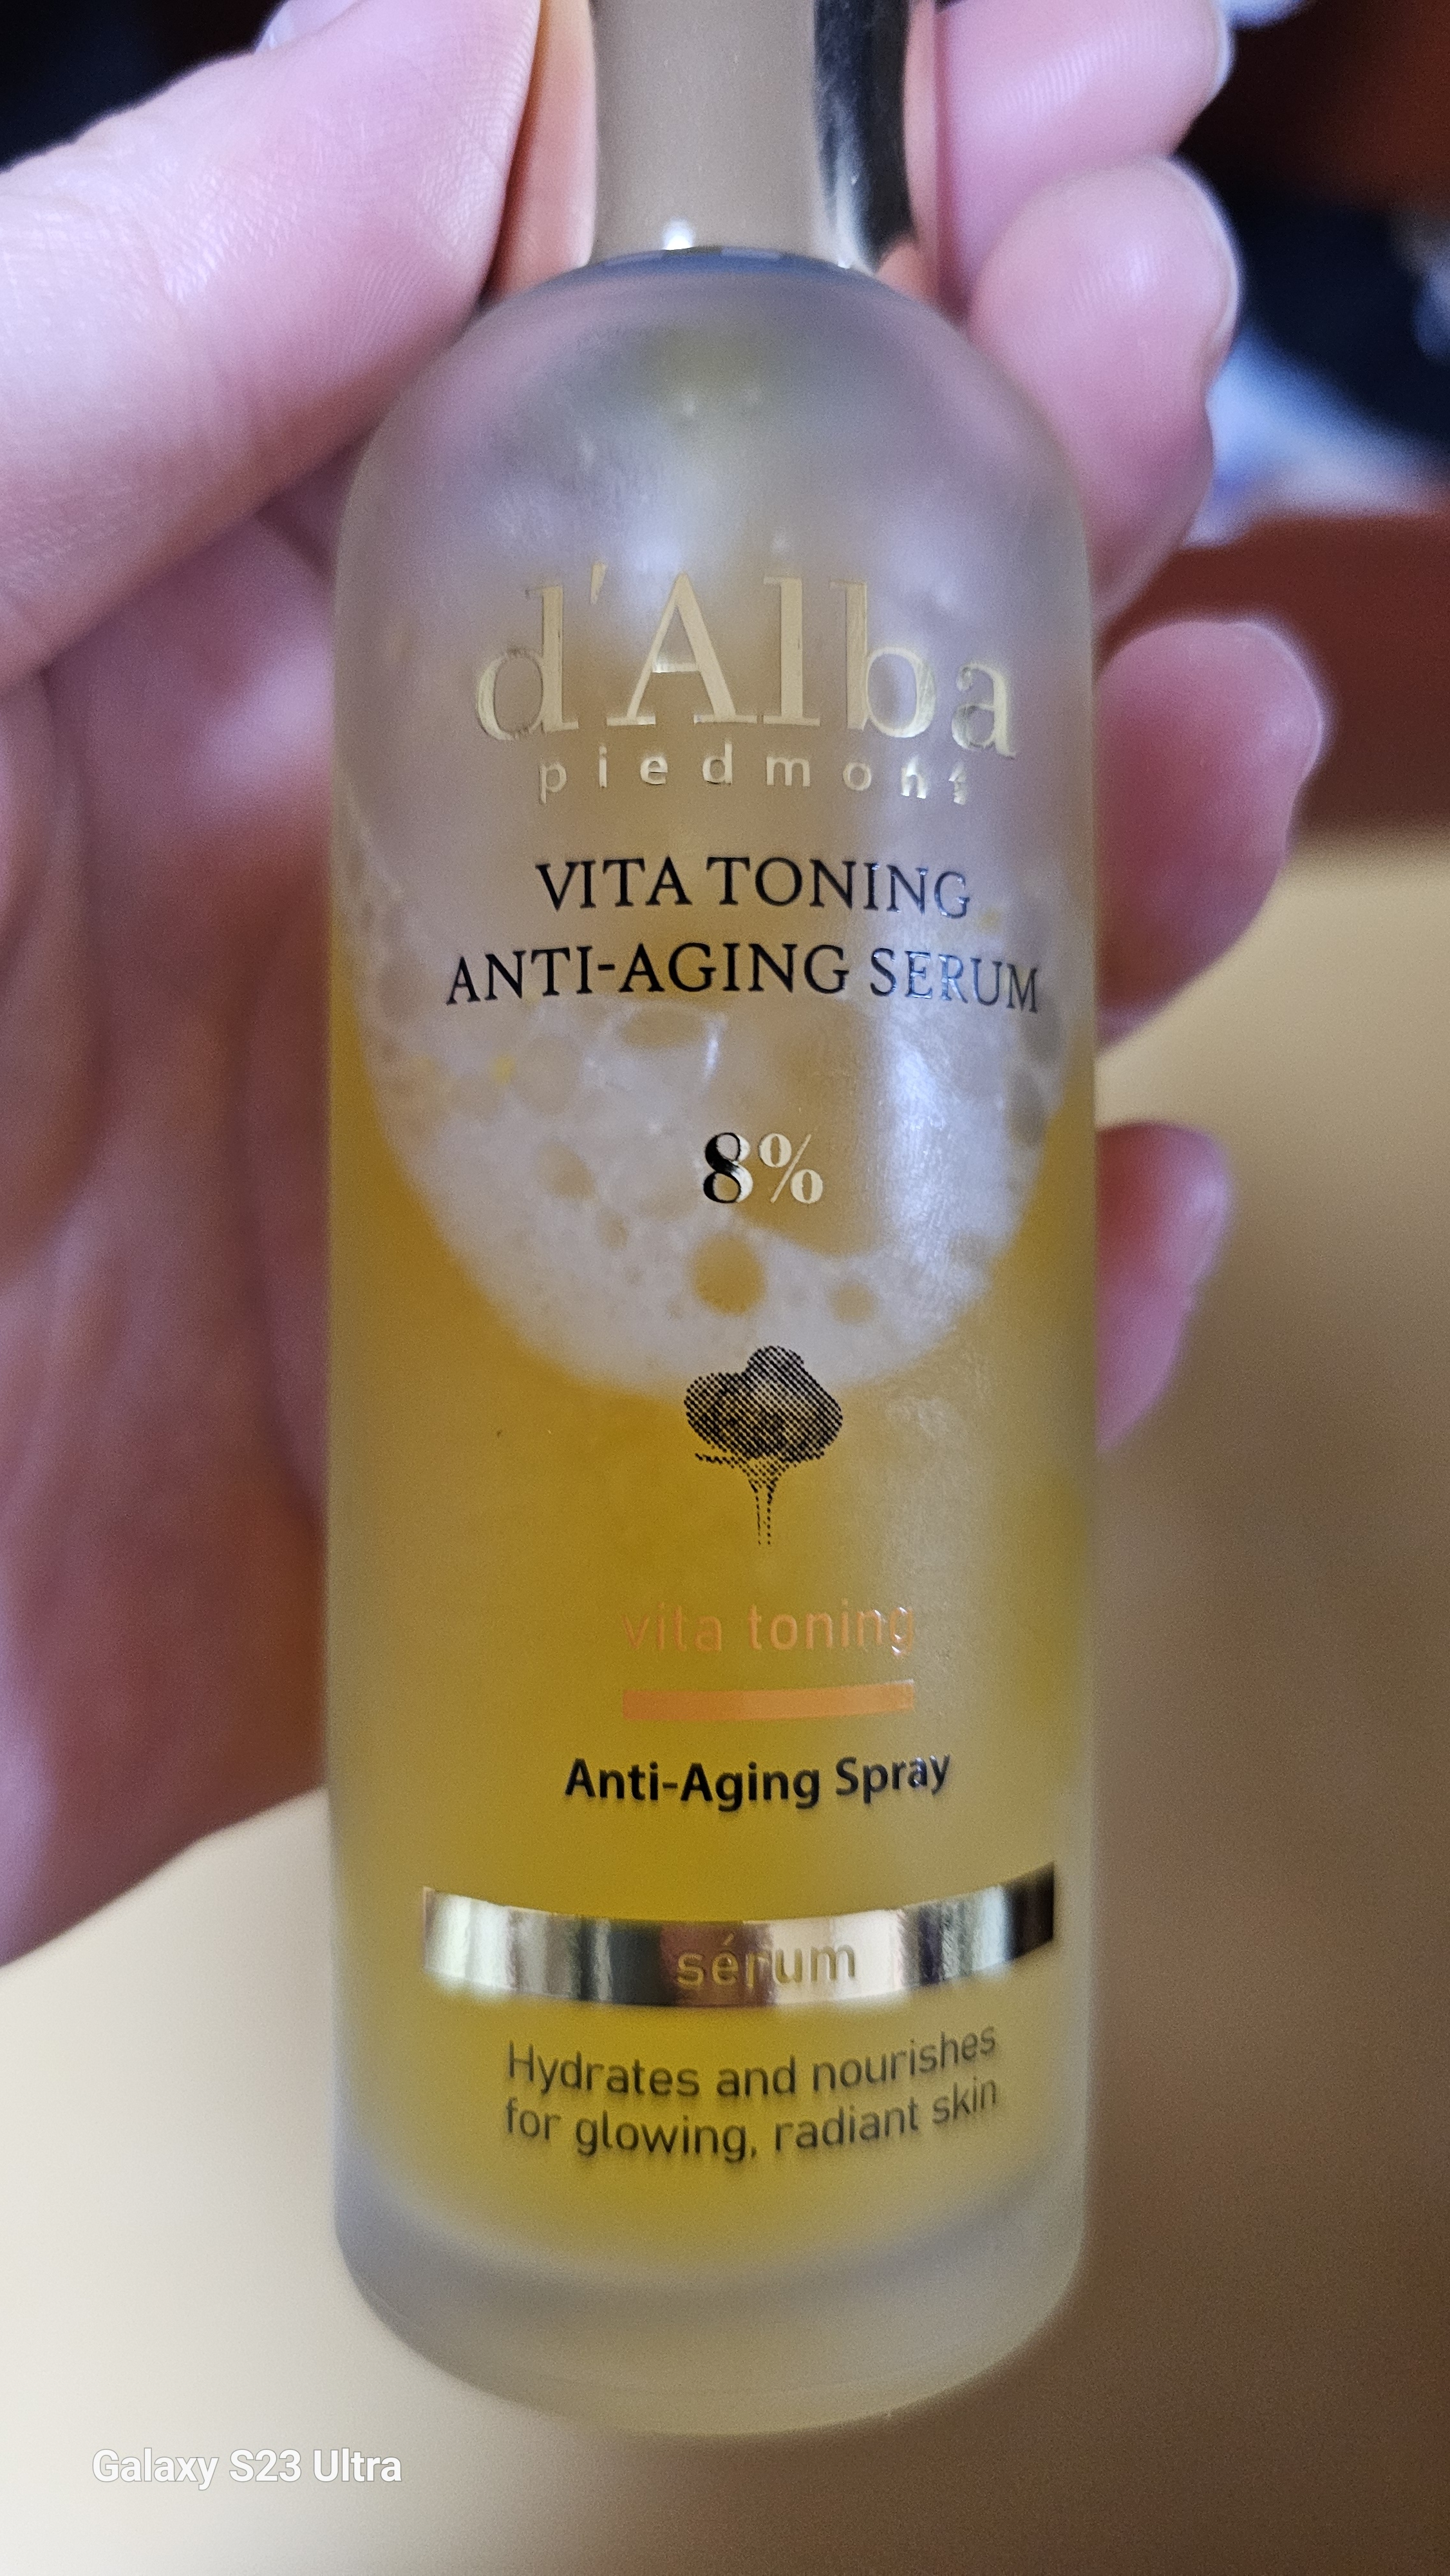 d'Alba
piedmont
VITA TONING
ANTI-AGING SERUM
8%
vita toning
Anti-Aging Spray
sérum
Hydrates and nourishes
for glowing, radiant skin
Galaxy S23 Ultra